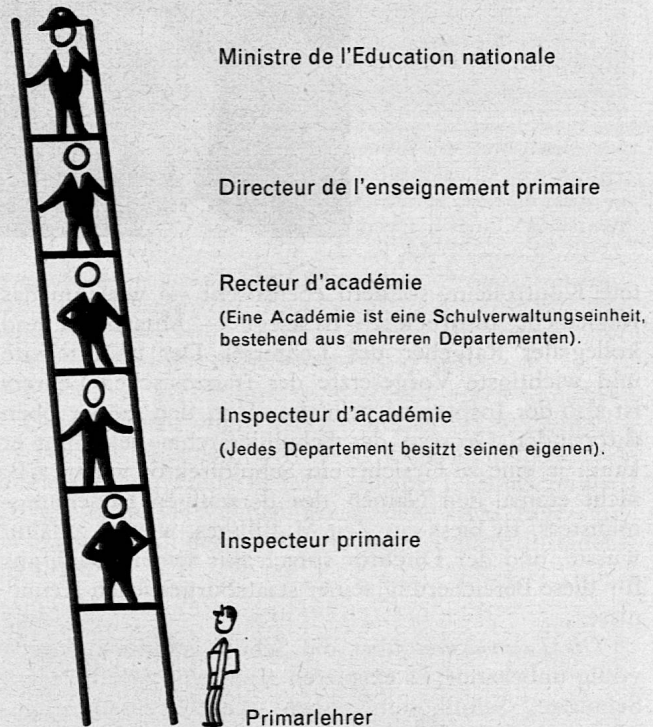 Ministre de l'Education nationale
Directeur de l'enseignement primaire
Recteur d'académie
(Eine Académie ist eine Schulverwaltungseinheit,
bestehend aus mehreren Departementen).
Inspecteur d'académie
(Jedes Departement besitzt seinen eigenen).
Inspecteur primaire
Primarlehrer